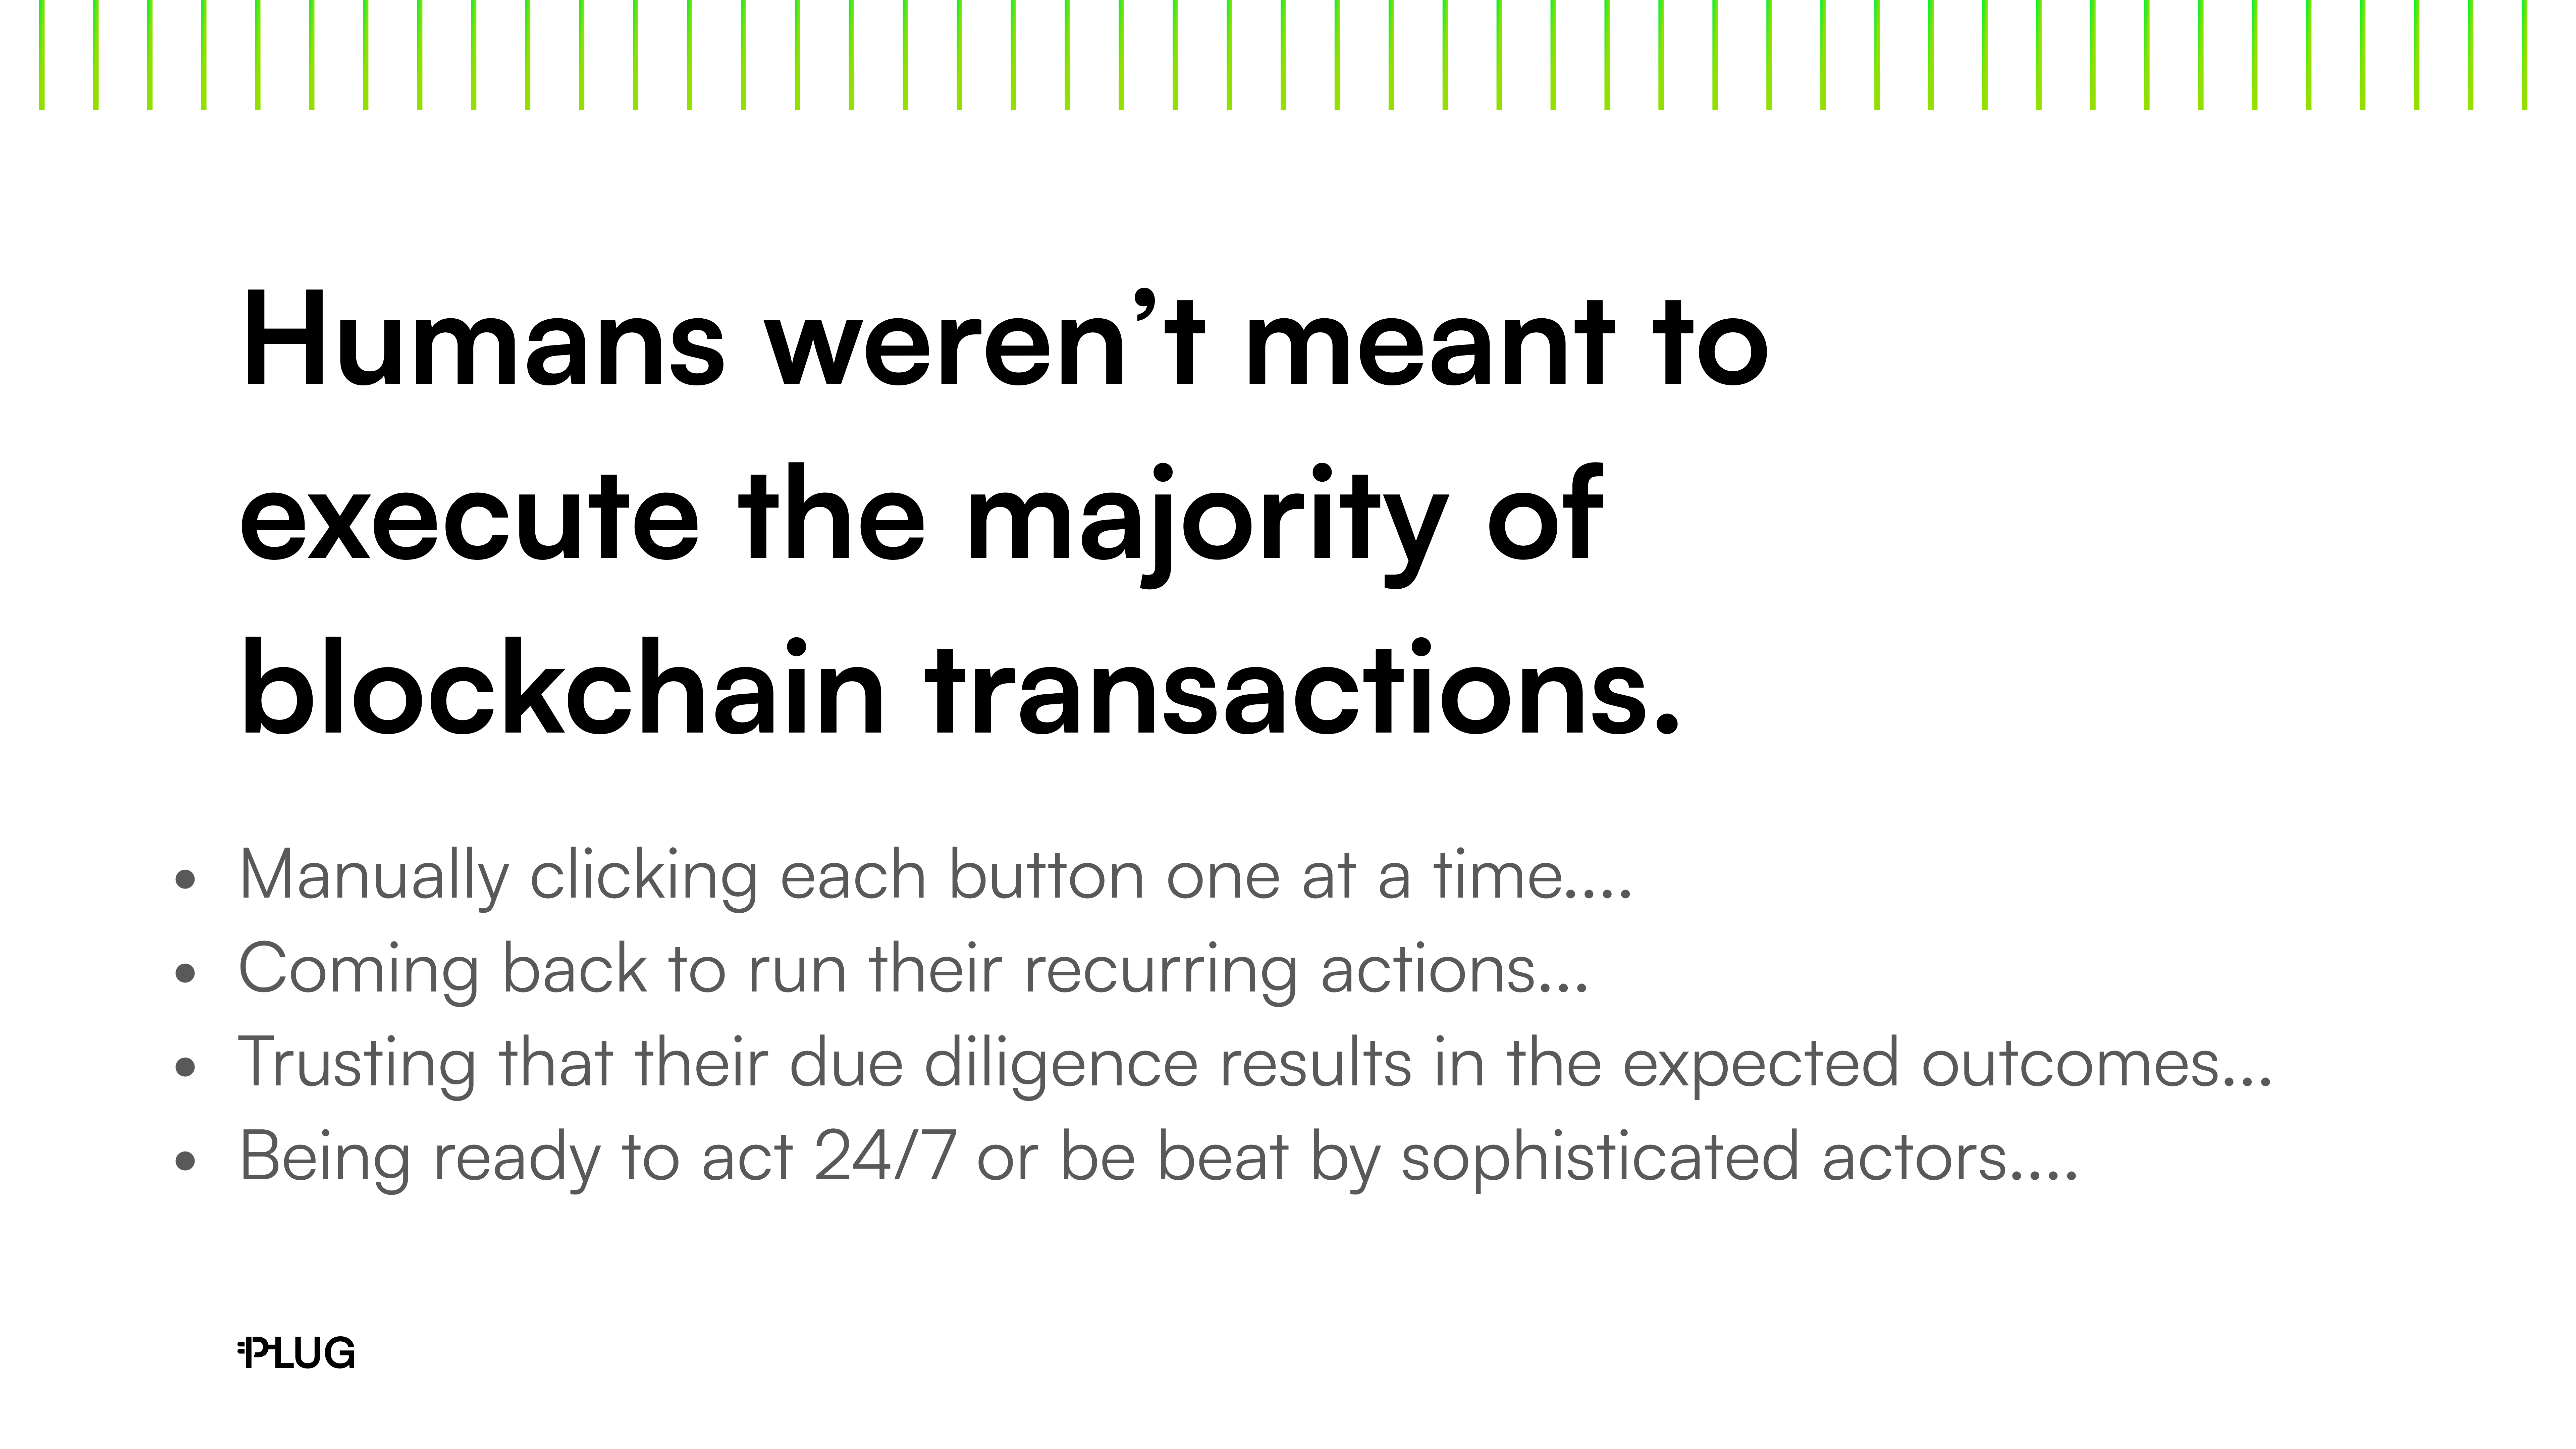 Humans weren’t meant to
execute the majority of
blockchain transactions.
• Manually clicking each button one at a time....
• Coming back to run their recurring actions...
• Trusting that their due diligence results in the expected outcomes...
• Being ready to act 24/7 or be beat by sophisticated actors....
PLUG